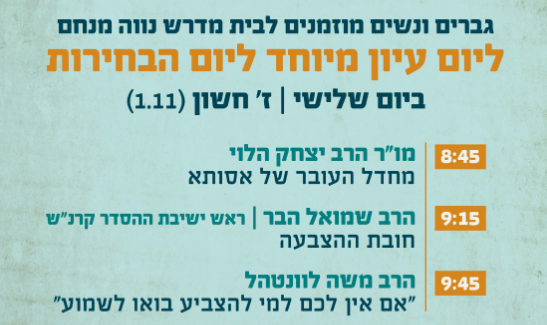 גברים ונשים מוזמנים לבית מדרש נווה מנחם
ליום עיון מיוחד ליום הבחירות
ביום שלישי | ז' חשון (1.11)
8:45 מו"ר הרב יצחק הלוי
מחדל העובר של אסותא
9:15 הרב שמואל הבר | ראש ישיבת ההסדר קרנ"ש
חובת ההצבעה
9:45 הרב משה לוונטהל
"אם אין לכם למי להצביע בואו לשמוע"